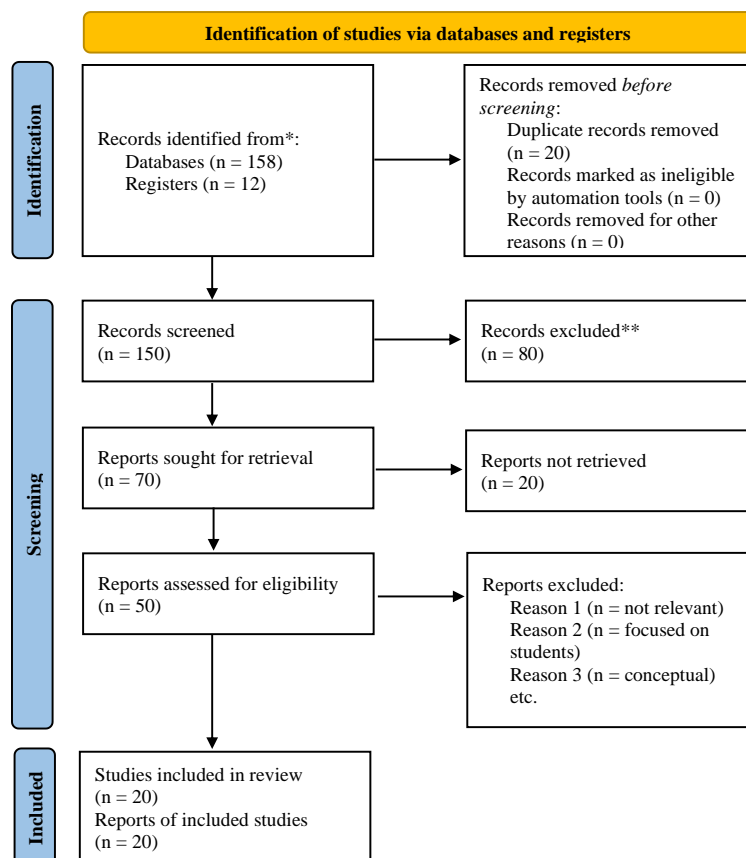 Identification of studies via databases and registers
Identification
Records identified from*:
Databases (n = 158)
Registers (n = 12)
Records removed before
screening:
Duplicate records removed
(n = 20)
Records marked as ineligible
by automation tools (n = 0)
Records removed for other
reasons (n = 0)
Screening
Records screened
(n = 150)
Records excluded**
(n = 80)
Reports sought for retrieval
(n = 70)
Reports not retrieved
(n = 20)
Reports assessed for eligibility
(n = 50)
Reports excluded:
Reason 1 (n = not relevant)
Reason 2 (n = focused on
students)
Reason 3 (n = conceptual)
etc.
Included
Studies included in review
(n = 20)
Reports of included studies
(n = 20)